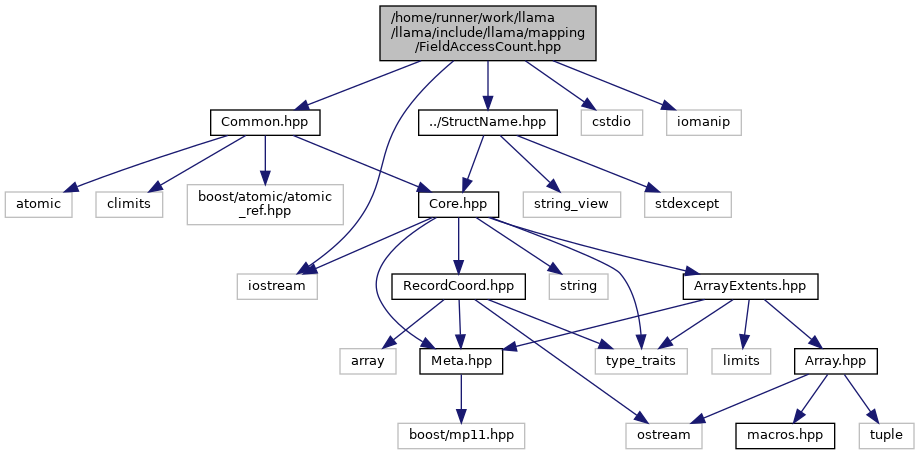 /home/runner/work/llama
/llama/include/llama/mapping
/FieldAccessCount.hpp
Common.hpp
../StructName.hpp
cstdio
iomanip
atomic
climits
boost/atomic/atomic
_ref.hpp
Core.hpp
string_view
stdexcept
iostream
RecordCoord.hpp
string
ArrayExtents.hpp
array
Meta.hpp
type_traits
limits
Array.hpp
boost/mp11.hpp
ostream
macros.hpp
tuple